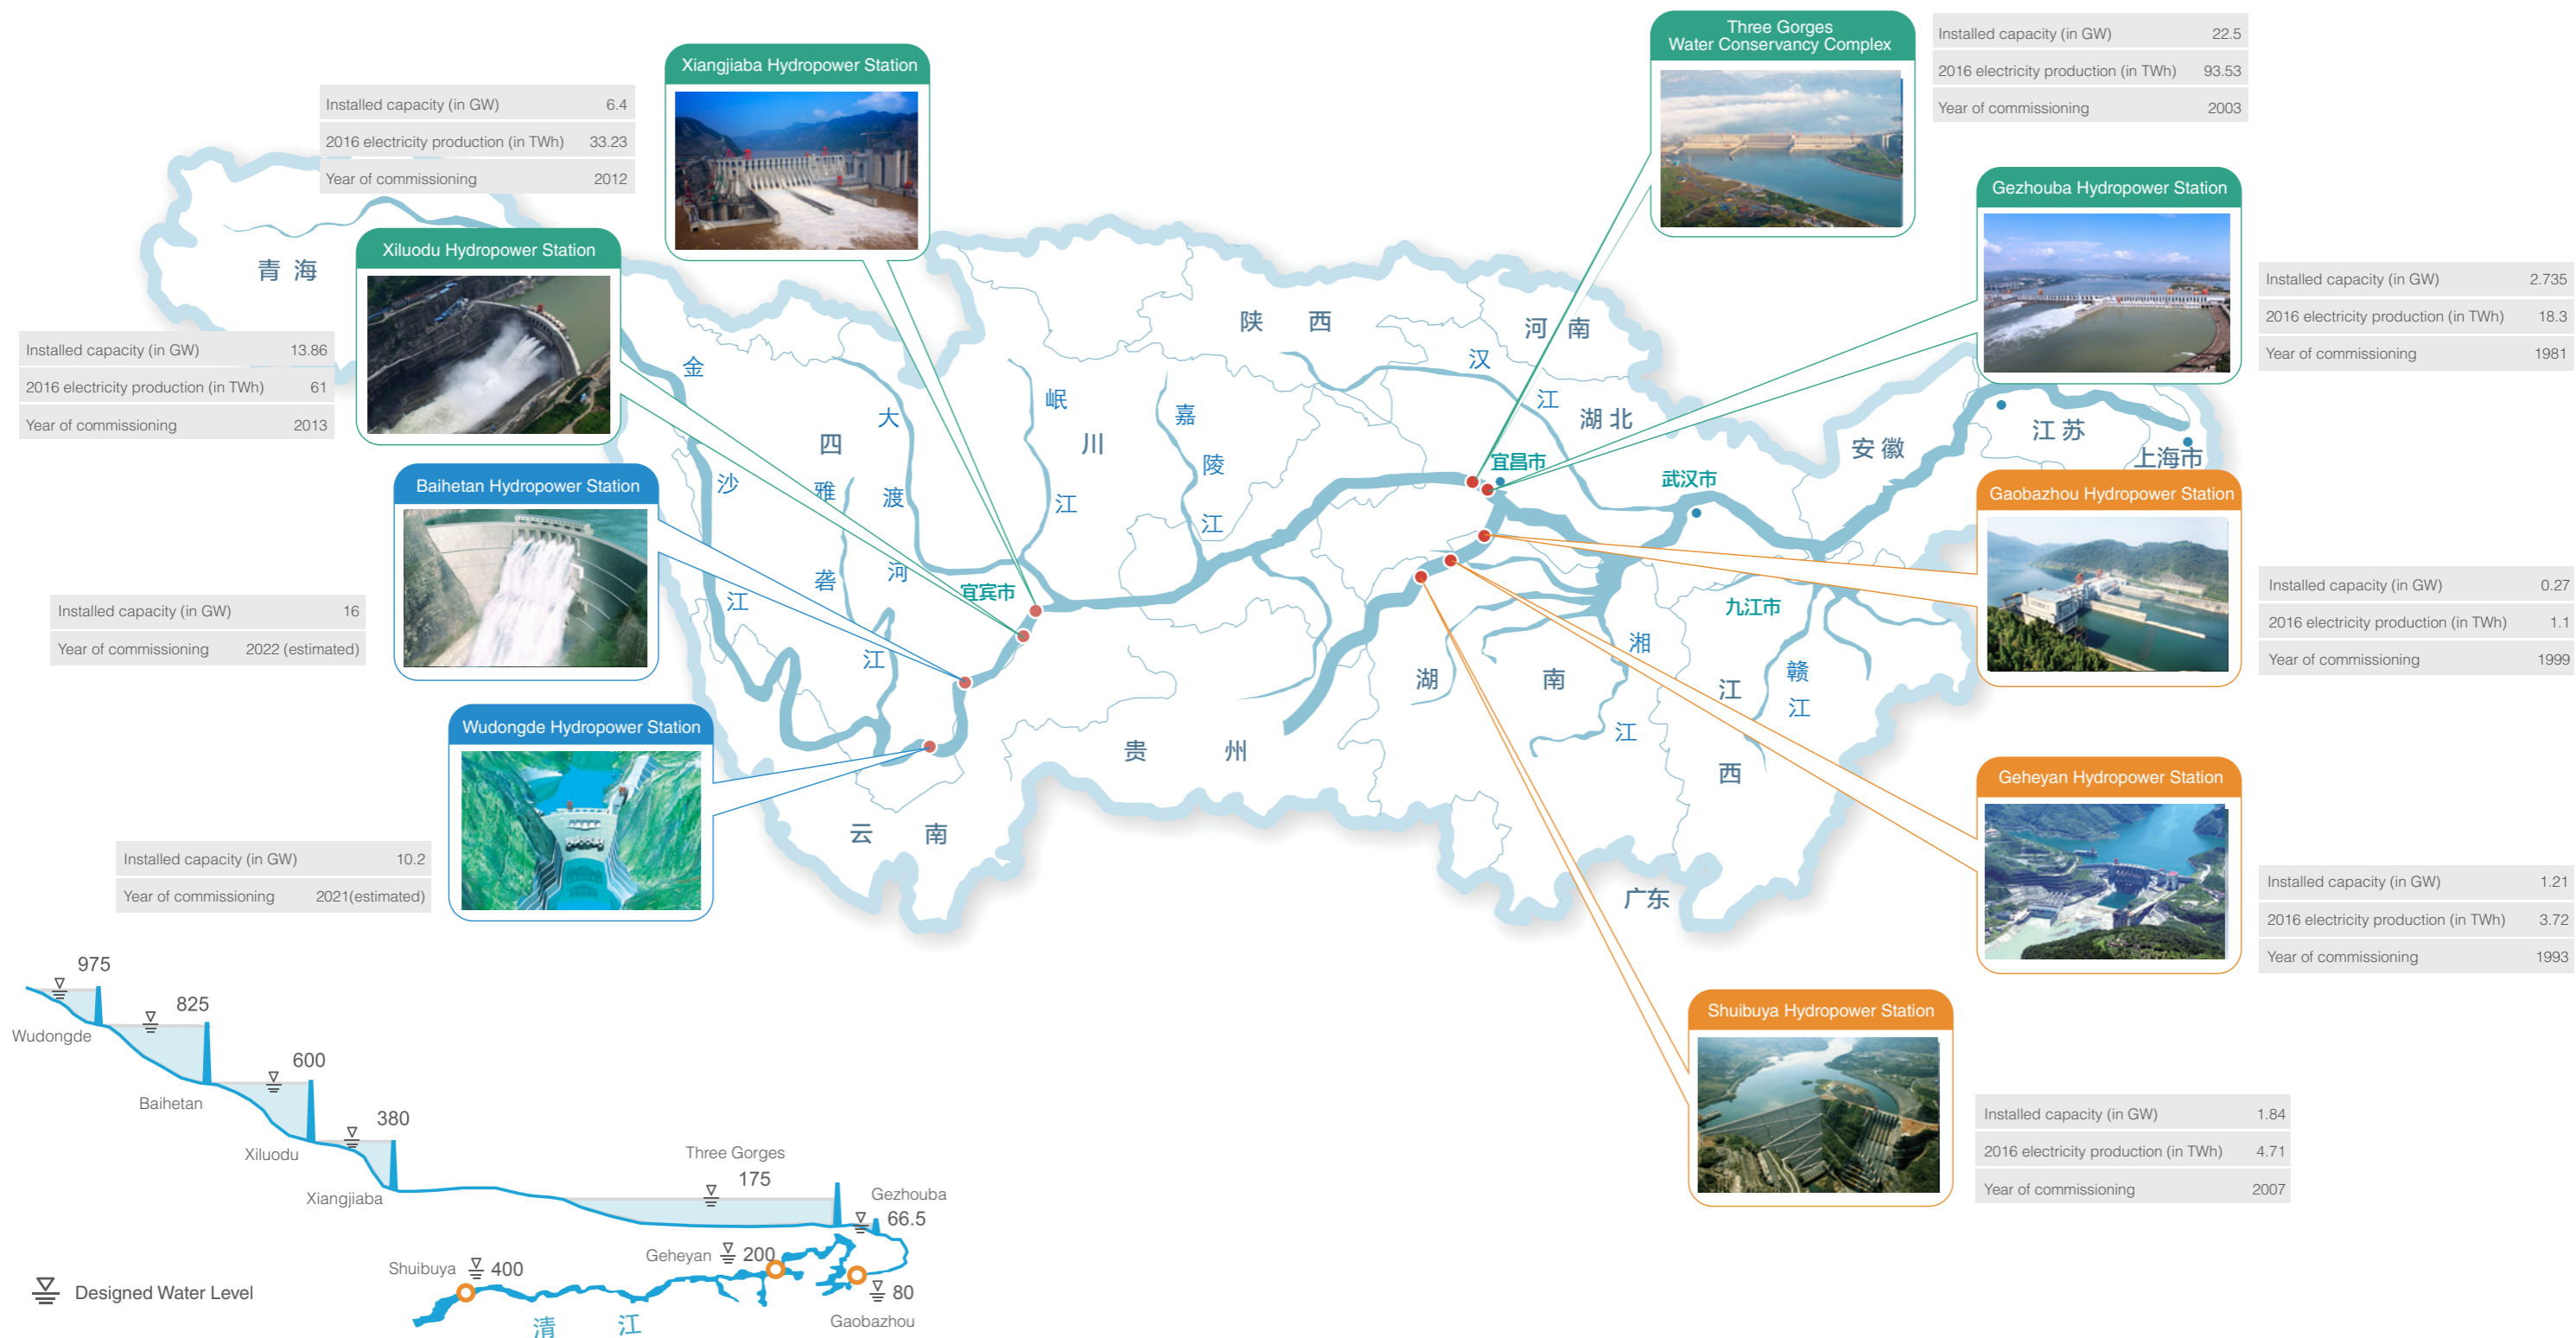 Three Gorges
Water Conservancy Complex
Installed capacity (in GW) 22.5
2016 electricity production (in TWh) 93.53
Year of commissioning 2003
Xiangjiaba Hydropower Station
Installed capacity (in GW) 6.4
2016 electricity production (in TWh) 33.23
Year of commissioning 2012
Gezhouba Hydropower Station
Installed capacity (in GW) 2.735
2016 electricity production (in TWh) 18.3
Year of commissioning 1981
Xiluodu Hydropower Station
Installed capacity (in GW) 13.86
2016 electricity production (in TWh) 61
Year of commissioning 2013
Baihetan Hydropower Station
Installed capacity (in GW) 16
Year of commissioning 2022 (estimated)
Wudongde Hydropower Station
Installed capacity (in GW) 10.2
Year of commissioning 2021(estimated)
Gaobazhou Hydropower Station
Installed capacity (in GW) 0.27
2016 electricity production (in TWh) 1.1
Year of commissioning 1999
Geheyan Hydropower Station
Installed capacity (in GW) 1.21
2016 electricity production (in TWh) 3.72
Year of commissioning 1993
Shuibuya Hydropower Station
Installed capacity (in GW) 1.84
2016 electricity production (in TWh) 4.71
Year of commissioning 2007
青海
陕西
河南
湖北
安徽
江苏
上海市
四川
金沙江
雅砻江
大渡河
岷江
嘉陵江
汉江
宜昌市
武汉市
宜宾市
九江市
湖南
湘江
江西
赣江
贵州
云南
广东
975
Wudongde
825
Baihetan
600
Xiluodu
380
Xiangjiaba
Three Gorges
175
Gezhouba
66.5
Geheyan 200
Shuibuya 400
80
Gaobazhou
清江
Designed Water Level